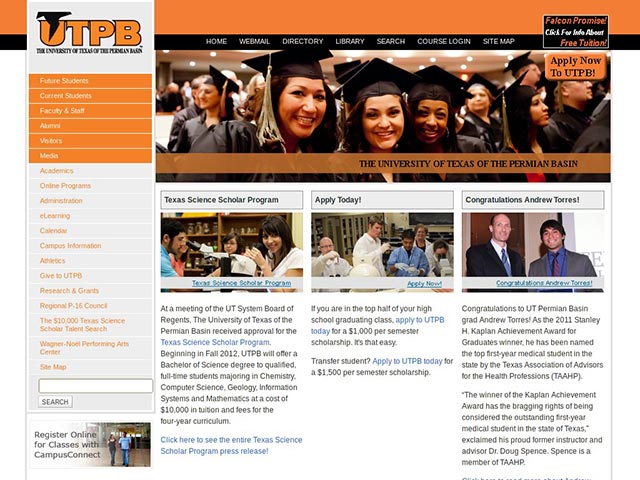 UTPB
THE UNIVERSITY OF TEXAS OF THE PERMIAN BASIN
Falcon Promise!
Click For Info About
Free Tuition!
HOME WEBMAIL DIRECTORY LIBRARY SEARCH COURSE LOGIN SITE MAP
Apply Now
To UTPB!
THE UNIVERSITY OF TEXAS OF THE PERMIAN BASIN
Future Students
Current Students
Faculty & Staff
Alumni
Visitors
Media
Academics
Online Programs
Administration
eLearning
Calendar
Campus Information
Athletics
Give to UTPB
Research & Grants
Regional P-16 Council
The $10,000 Texas Science
Scholar Talent Search
Wagner-Noel Performing Arts
Center
Site Map
SEARCH
Register Online
for Classes with
CampusConnect
Texas Science Scholar Program
Texas Science Scholar Program
At a meeting of the UT System Board of
Regents, The University of Texas of the
Permian Basin received approval for the
Texas Science Scholar Program.
Beginning in Fall 2012, UTPB will offer a
Bachelor of Science degree to qualified,
full-time students majoring in Chemistry,
Computer Science, Geology, Information
Systems and Mathematics at a cost of
$10,000 in tuition and fees for the
four-year curriculum.
Click here to see the entire Texas Science
Scholar Program press release!
Apply Today!
Apply Now!
If you are in the top half of your high
school graduating class, apply to UTPB
today for a $1,000 per semester
scholarship. It's that easy.
Transfer student? Apply to UTPB today for
a $1,500 per semester scholarship.
Congratulations Andrew Torres!
Congratulations Andrew Torres!
Congratulations to UT Permian Basin
grad Andrew Torres! As the 2011 Stanley
H. Kaplan Achievement Award for
Graduates winner, he has been named
the top first-year medical student in the
state by the Texas Association of Advisors
for the Health Professions (TAAHP).
“The winner of the Kaplan Achievement
Award has the bragging rights of being
considered the outstanding first-year
medical student in the state of Texas,”
exclaimed his proud former instructor and
advisor Dr. Doug Spence. Spence is a
member of TAAHP.
Click here to read more about Andrew